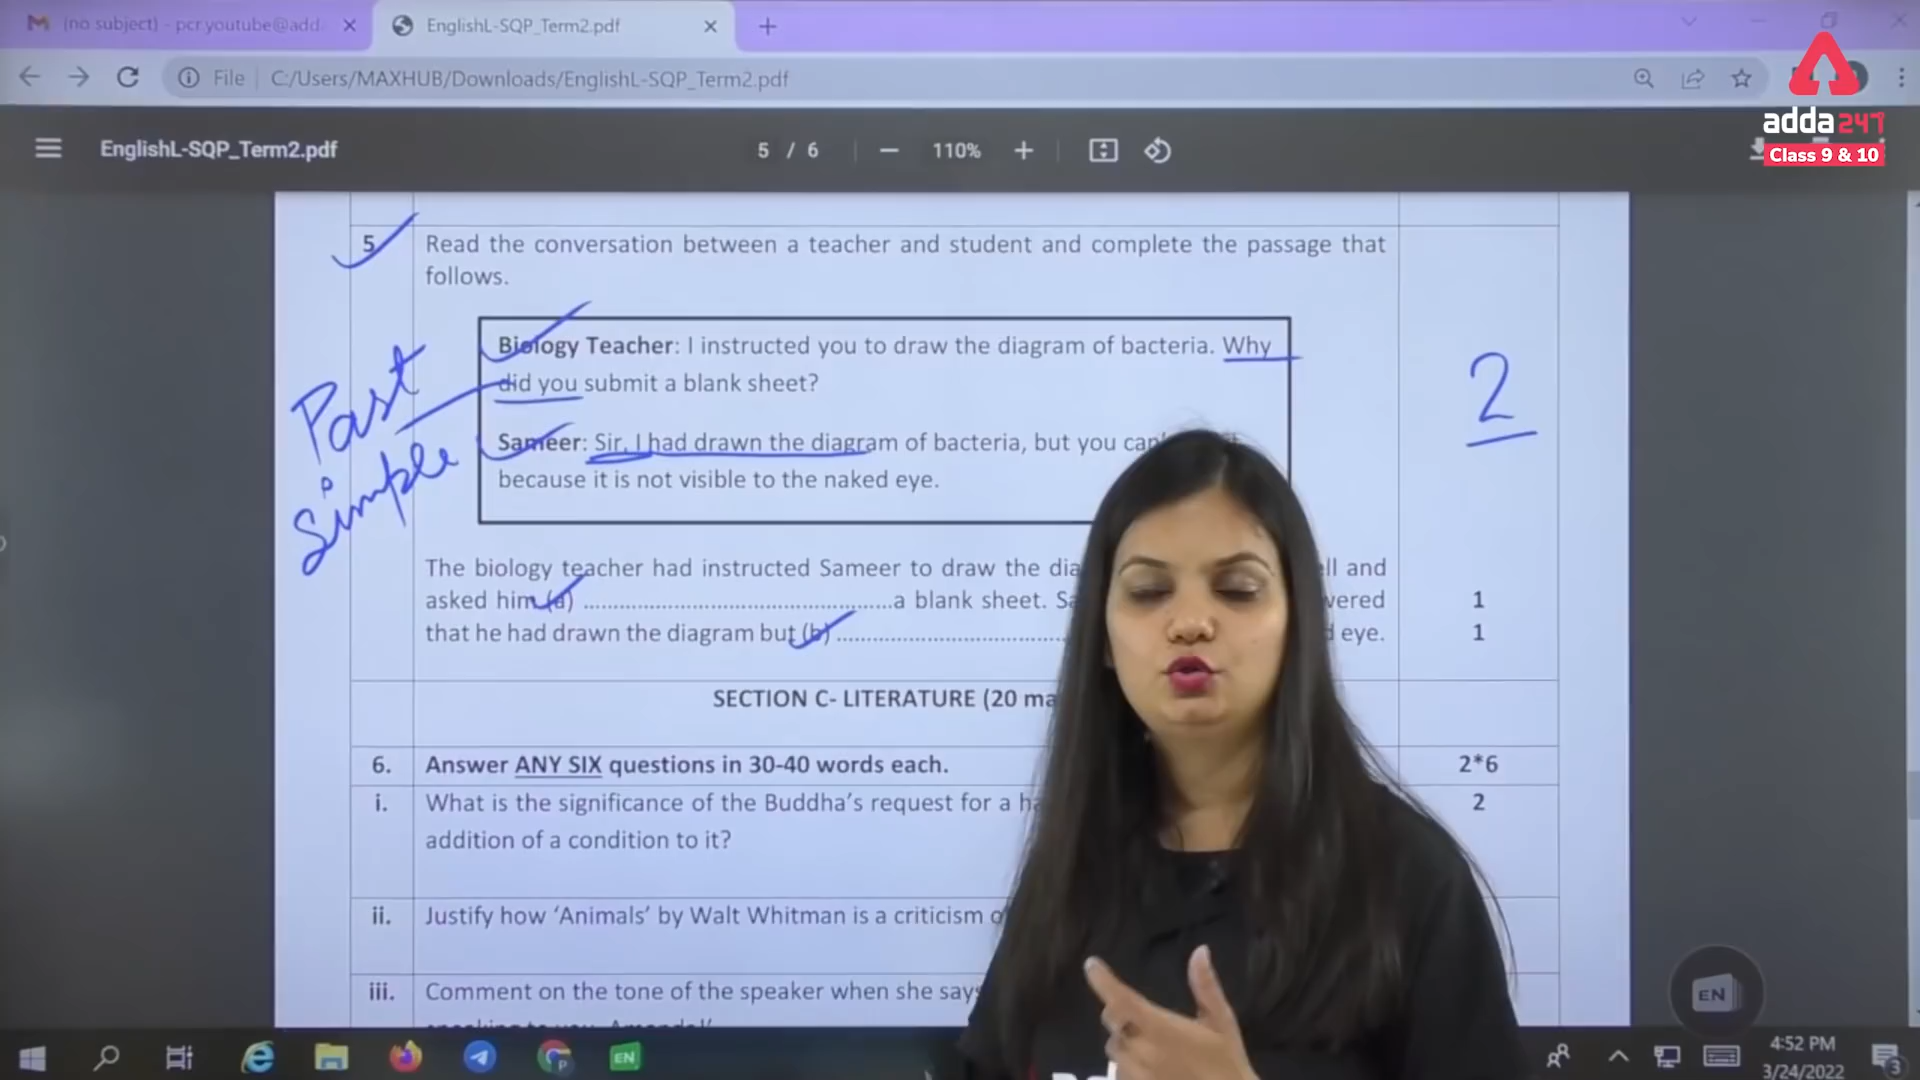 (no subject) - pcr.youtube@add
EnglishL-SQP_Term2.pdf
File
C:/Users/MAXHUB/Downloads/EnglishL-SQP_Term2.pdf
adda247
Class 9 & 10
EnglishL-SQP_Term2.pdf
5 / 6
110%
5
Read the conversation between a teacher and student and complete the passage that
follows.
Biology Teacher: I instructed you to draw the diagram of bacteria. Why
did you submit a blank sheet?
Sameer: Sir, I had drawn the diagram of bacteria, but you can
because it is not visible to the naked eye.
Past
Simple
2
The biology teacher had instructed Sameer to draw the dia ll and
asked him (a) ............................................a blank sheet. Sa wered 1
that he had drawn the diagram but (b) ................................ d eye. 1
SECTION C- LITERATURE (20 ma
6. Answer ANY SIX questions in 30-40 words each. 2*6
i. What is the significance of the Buddha's request for a ha 2
addition of a condition to it?
ii. Justify how 'Animals' by Walt Whitman is a criticism o
iii. Comment on the tone of the speaker when she says
EN
EN
4:52 PM
3/24/2022
3